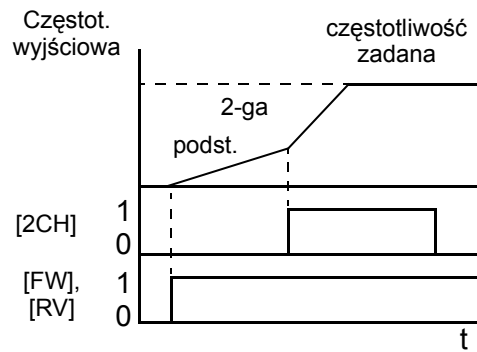 Częstot.
wyjściowa
częstotliwość
zadana
2-ga
podst.
[2CH]
1
0
[FW],
[RV]
1
0
t